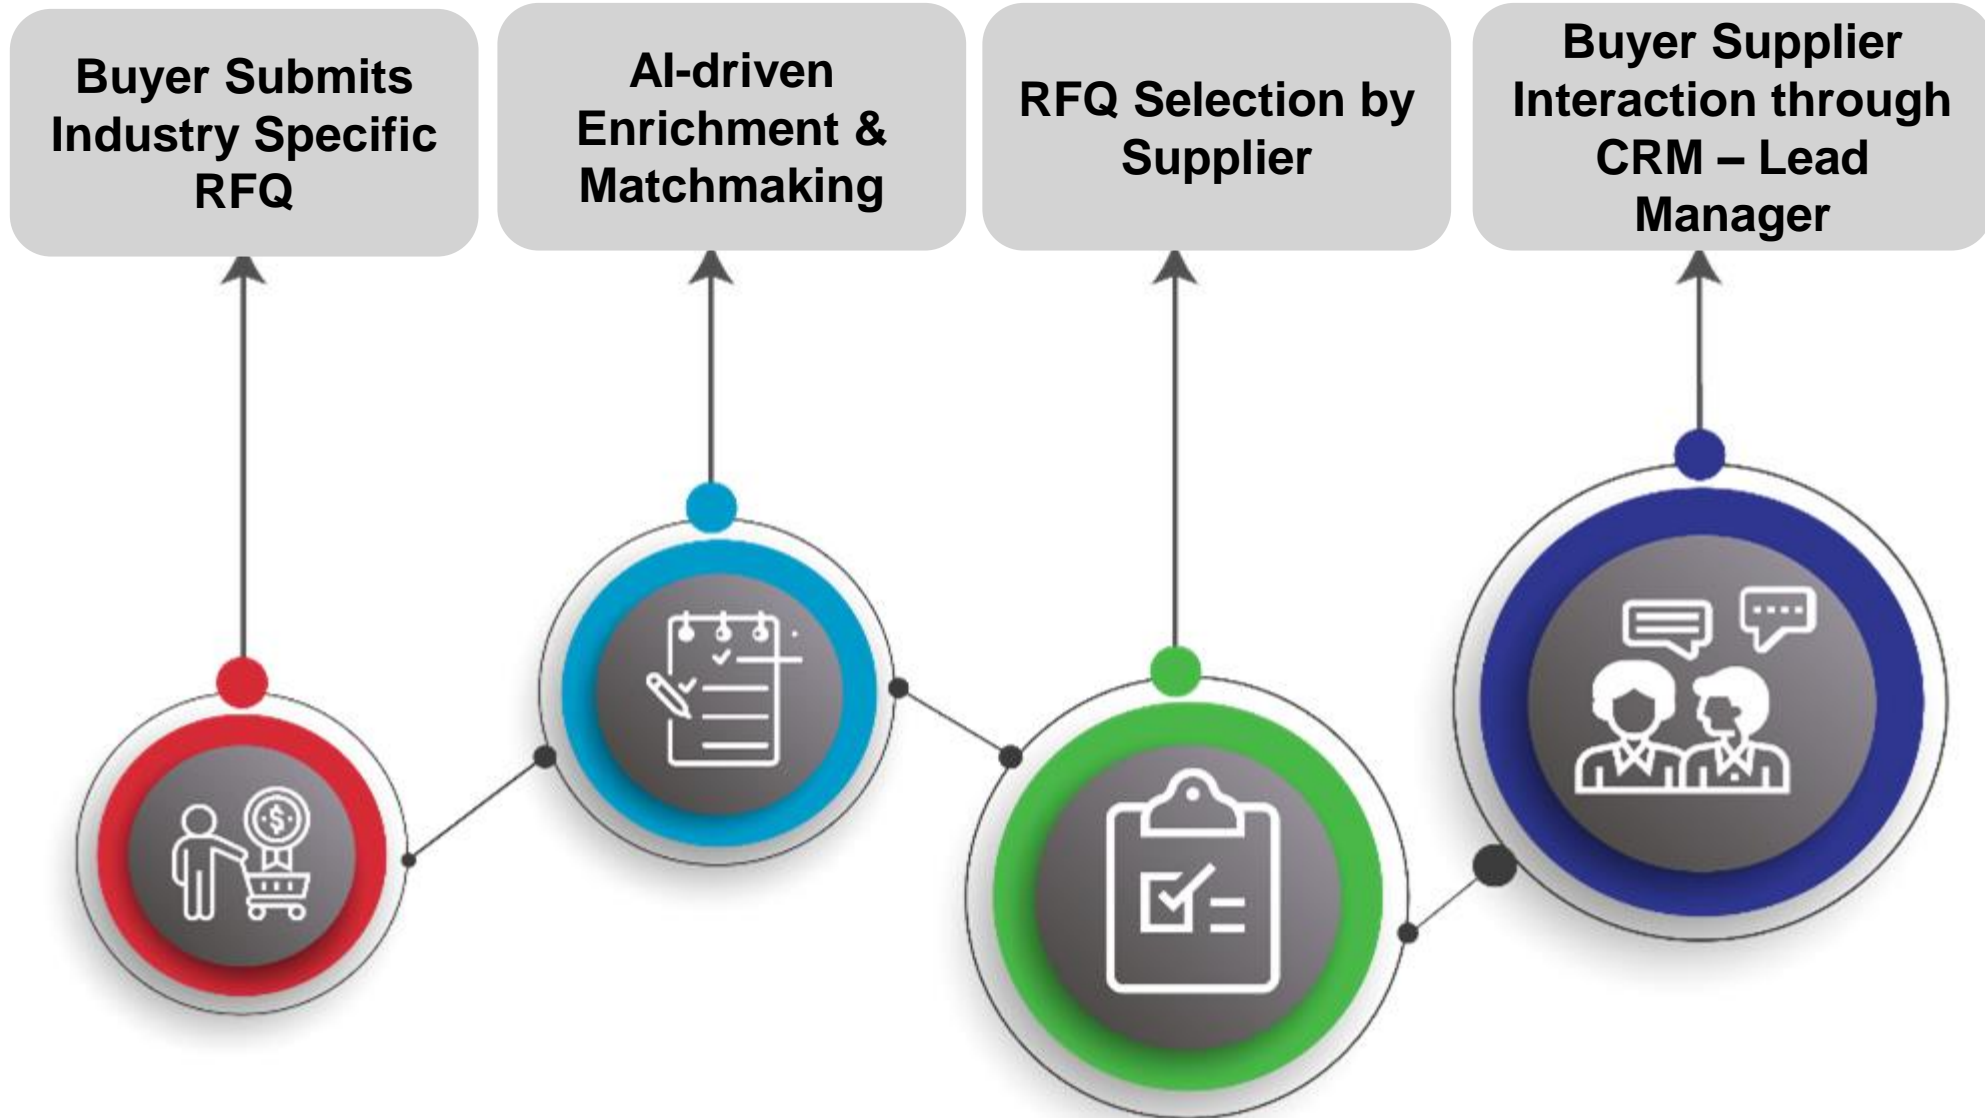 Buyer Submits
Industry Specific
RFQ
AI-driven
Enrichment &
Matchmaking
RFQ Selection by
Supplier
Buyer Supplier
Interaction through
CRM – Lead
Manager
$